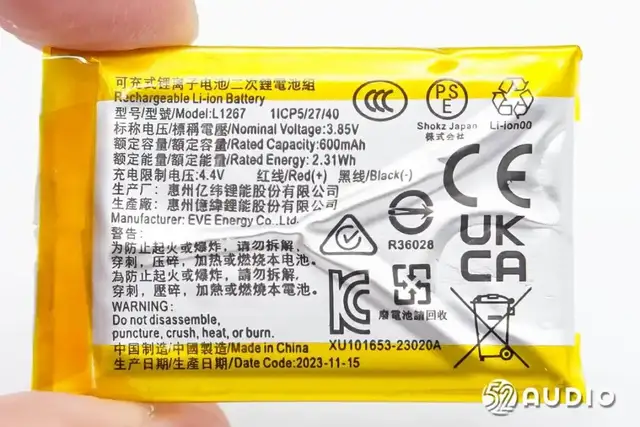 可充式锂离子电池/二次鋰電池組
Rechargeable Li-ion Battery
型号/型號/Model: L1267 1ICP5/27/40
标称电压/標稱電壓/Nominal Voltage: 3.85V
额定容量/額定容量/Rated Capacity: 600mAh
额定能量/額定能量/Rated Energy: 2.31Wh
充电限制电压:4.4V 红线/Red(+) 黑线/Black(-)
生产厂: 惠州亿纬锂能股份有限公司
生產廠: 惠州億緯鋰能股份有限公司
Manufacturer: EVE Energy Co., Ltd.
警告:
为防止起火或爆炸, 请勿拆解,
穿刺, 压碎, 加热或燃烧本电池。
為防止起火或爆炸, 請勿拆解,
穿刺, 壓碎, 加熱或燃燒本電池。
WARNING:
Do not disassemble,
puncture, crush, heat, or burn.
中国制造/中國製造/Made in China
生产日期/生產日期/Date Code:2023-11-15
CCC
PS
E
Shokz Japan
株式会社
Li-ion00
CE
R36028
UK
CA
廢電池請回收
XU101653-23020A
52AUDIO